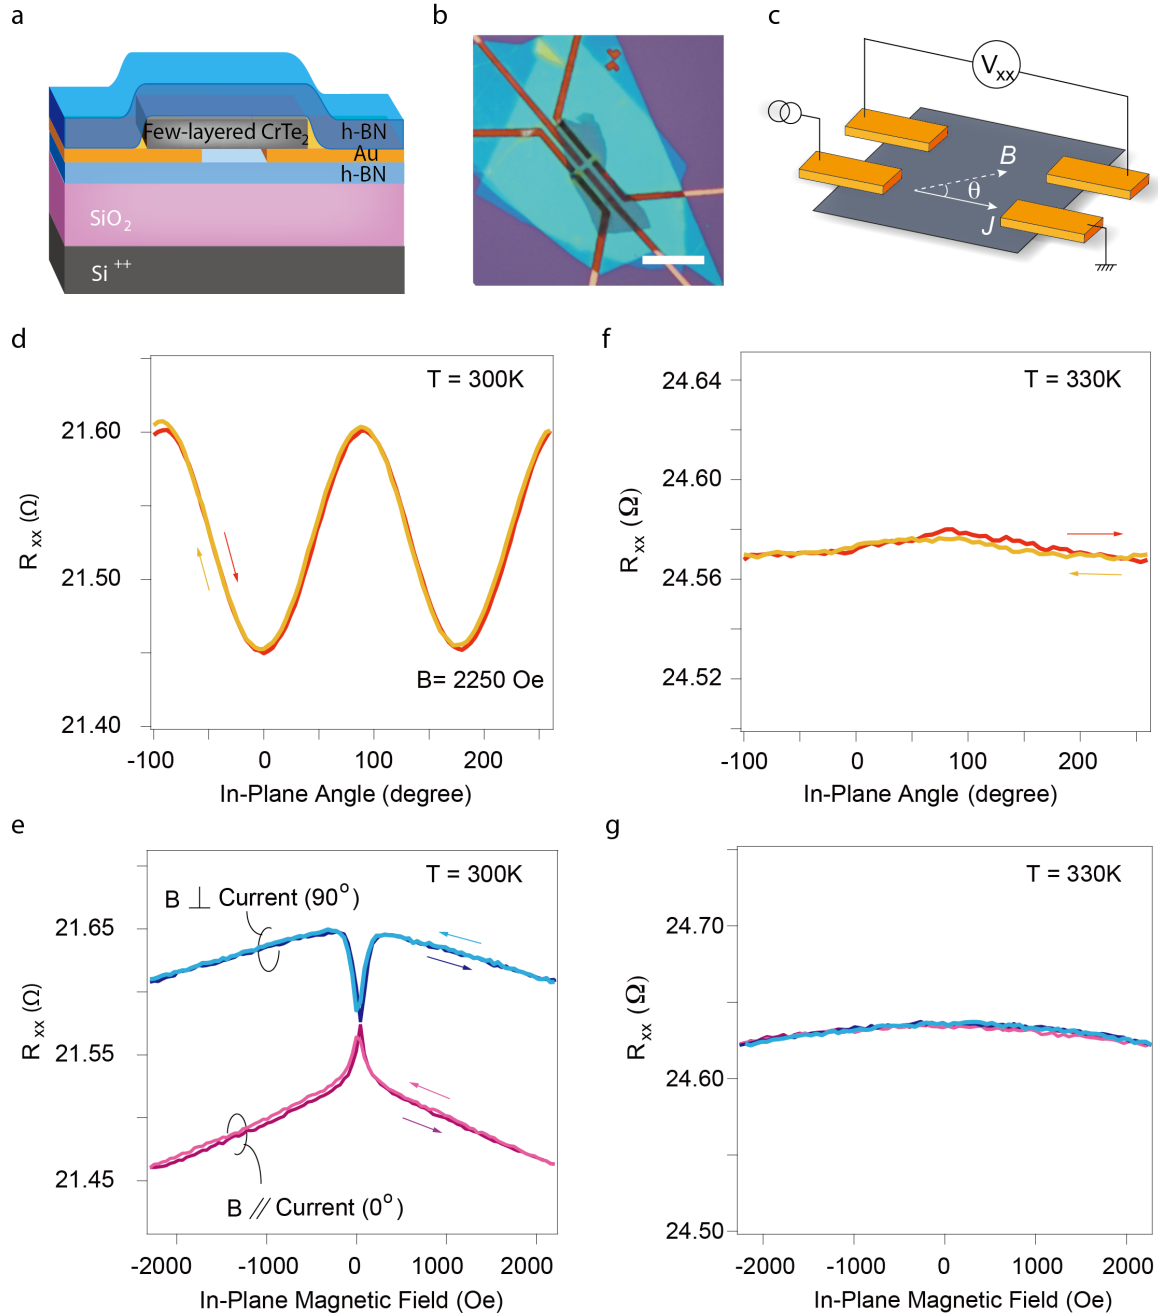 a
Few-layered CrTe2
h-BN
Au
h-BN
SiO2
Si ++
b
c
Vxx
B
θ
J
d
T = 300K
21.60
21.50
21.40
Rxx (Ω)
B= 2250 Oe
-100 0 100 200
In-Plane Angle (degree)
f
T = 330K
24.64
24.60
24.56
24.52
Rxx (Ω)
-100 0 100 200
In-Plane Angle (degree)
e
T = 300K
B ⊥ Current (90°)
21.65
21.55
21.45
Rxx (Ω)
B // Current (0°)
-2000 -1000 0 1000 2000
In-Plane Magnetic Field (Oe)
g
T = 330K
24.70
24.60
24.50
Rxx (Ω)
-2000 -1000 0 1000 2000
In-Plane Magnetic Field (Oe)